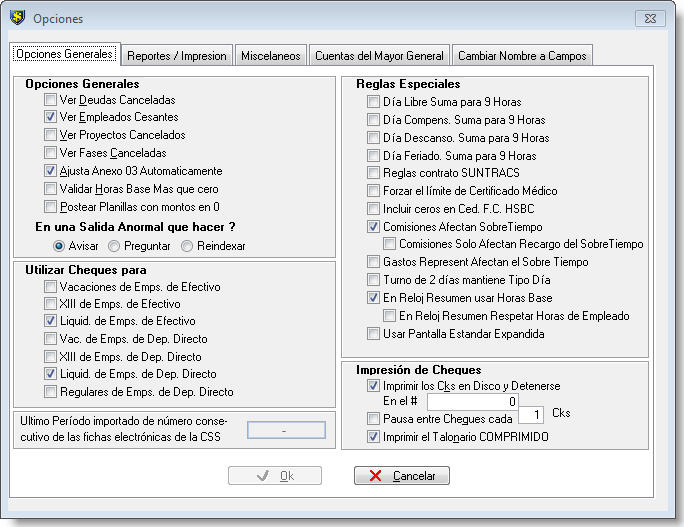 Opciones
Opciones Generales
Reportes / Impresion
Miscelaneos
Cuentas del Mayor General
Cambiar Nombre a Campos
Opciones Generales
Ver Deudas Canceladas
Ver Empleados Cesantes
Ver Proyectos Cancelados
Ver Fases Canceladas
Ajusta Anexo 03 Automaticamente
Validar Horas Base Mas que cero
Postear Planillas con montos en 0
En una Salida Anormal que hacer ?
Avisar
Preguntar
Reindexar
Utilizar Cheques para
Vacaciones de Emps. de Efectivo
XIII de Emps. de Efectivo
Liquid. de Emps. de Efectivo
Vac. de Emps. de Dep. Directo
XIII de Emps. de Dep. Directo
Liquid. de Emps. de Dep. Directo
Regulares de Emps. de Dep. Directo
Ultimo Período importado de número conse-
cutivo de las fichas electrónicas de la CSS
-
Reglas Especiales
Día Libre Suma para 9 Horas
Día Compens. Suma para 9 Horas
Día Descanso. Suma para 9 Horas
Día Feriado. Suma para 9 Horas
Reglas contrato SUNTRACS
Forzar el límite de Certificado Médico
Incluir ceros en Ced. F.C. HSBC
Comisiones Afectan SobreTiempo
Comisiones Solo Afectan Recargo del SobreTiempo
Gastos Represent Afectan el Sobre Tiempo
Turno de 2 días mantiene Tipo Día
En Reloj Resumen usar Horas Base
En Reloj Resumen Respetar Horas de Empleado
Usar Pantalla Estandar Expandida
Impresión de Cheques
Imprimir los Cks en Disco y Detenerse
En el # 0
Pausa entre Cheques cada 1 Cks
Imprimir el Talonario COMPRIMIDO
Ok
Cancelar